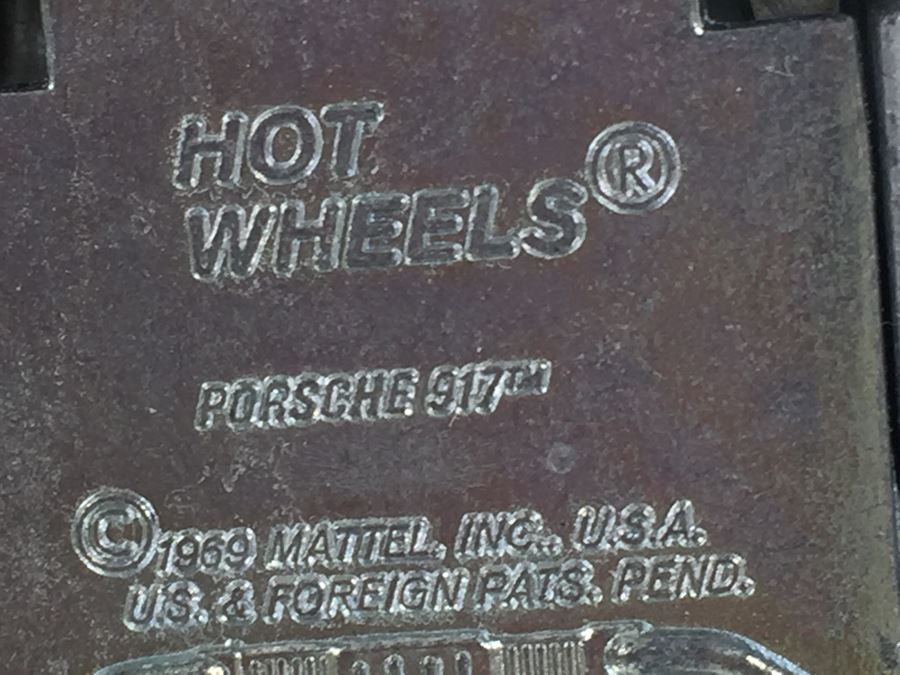 HOT
WHEELS®
PORSCHE 917™
©1969 MATTEL, INC., U.S.A.
U.S. & FOREIGN PATS. PEND.